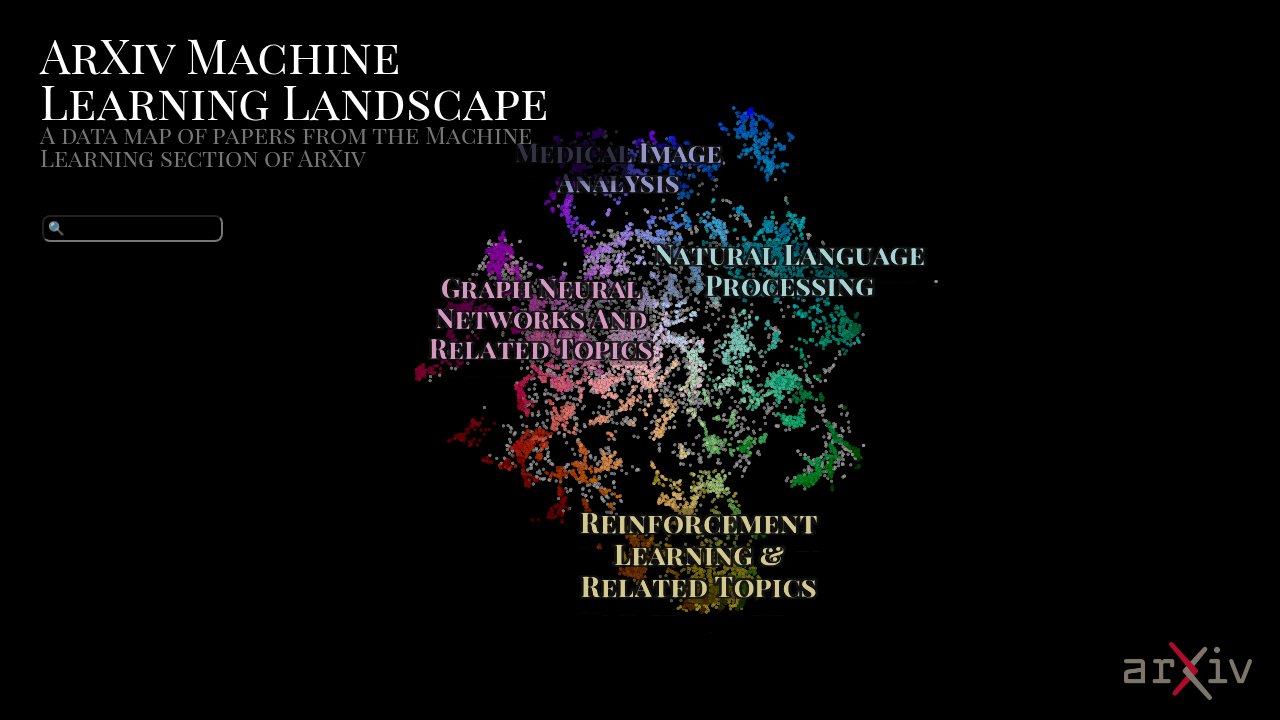 ArXiv Machine
Learning Landscape
A data map of papers from the Machine
Learning section of ArXiv
🔍
Medical Image
Analysis
Natural Language
Processing
Graph Neural
Networks and
Related Topics
Reinforcement
Learning &
Related Topics
arXiv